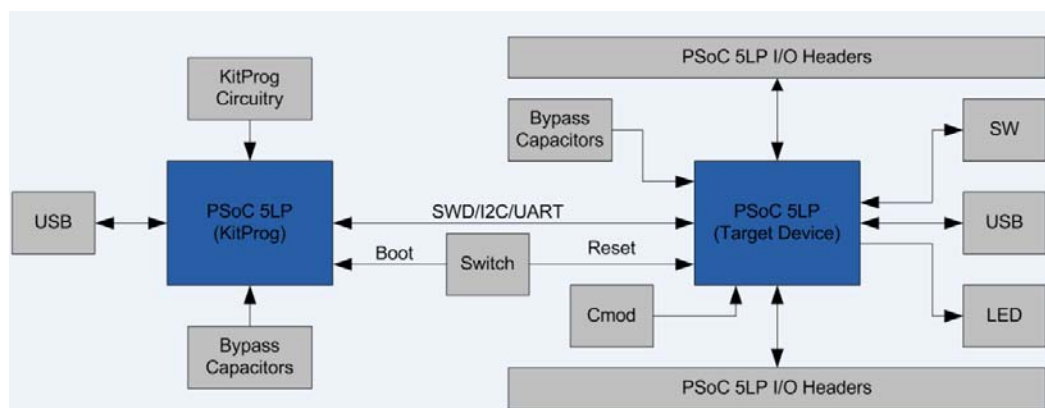 PSoC 5LP I/O Headers
KitProg
Circuitry
Bypass
Capacitors
SW
USB
PSoC 5LP
(KitProg)
SWD/I2C/UART
PSoC 5LP
(Target Device)
USB
Boot
Switch
Reset
Cmod
LED
Bypass
Capacitors
PSoC 5LP I/O Headers